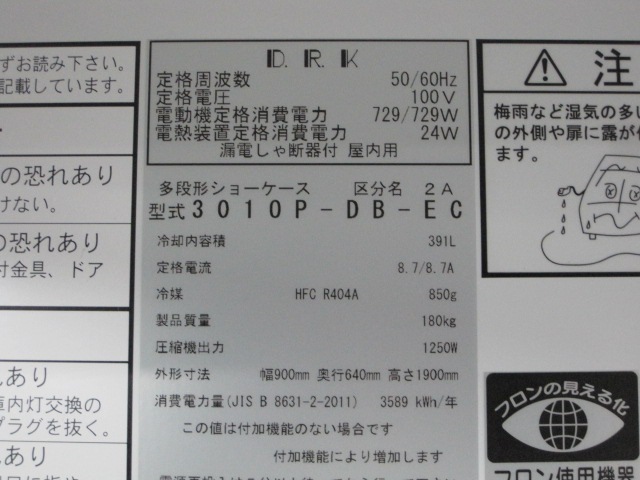 ずお読み下さい。
記載しています。
の恐れあり
けない。
の恐れあり
付金具、ドア
れあり
庫内灯交換の
プラグを抜く。
れあり
D. R. K
定格周波数 50/60Hz
定格電圧 100V
電動機定格消費電力 729/729W
電熱装置定格消費電力 24W
漏電しゃ断器付 屋内用
多段形ショーケース 区分名 2A
型式 3010P-DB-EC
冷却内容積 391L
定格電流 8.7/8.7A
冷媒 HFC R404A 850g
製品質量 180kg
圧縮機出力 1250W
外形寸法 幅900mm 奥行640mm 高さ1900mm
消費電力量(JIS B 8631-2-2011) 3589 kWh/年
この値は付加機能のない場合です
付加機能により増加します
注
梅雨など湿気の多い
の外側や扉に露が付
ます。
フロンの見える化
フロン使用機器